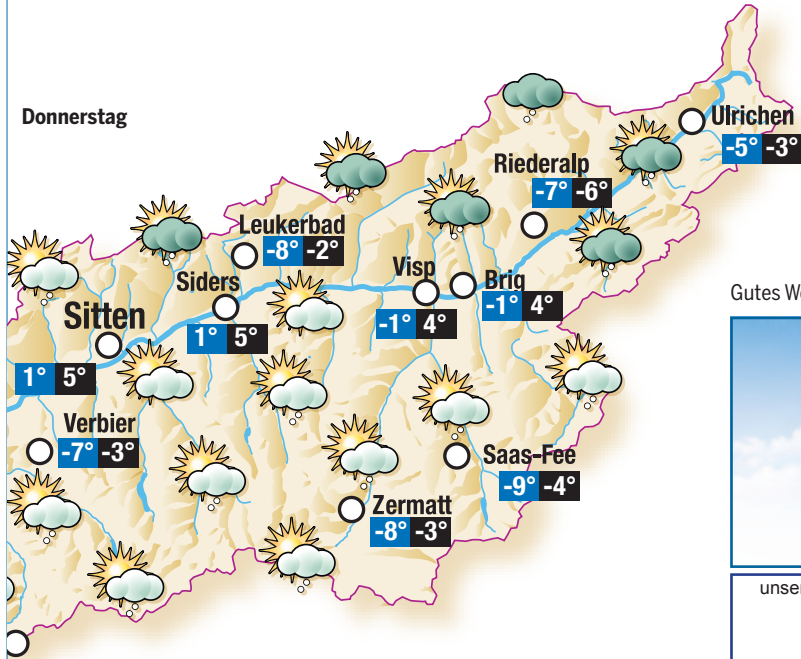 Donnerstag
Ulrichen
-5° -3°
Riederalp
-7° -6°
Leukerbad
-8° -2°
Visp
-1° 4°
Brig
-1° 4°
Siders
1° 5°
Sitten
1° 5°
Gutes We
Verbier
-7° -3°
Saas-Fee
-9° -4°
Zermatt
-8° -3°
unser